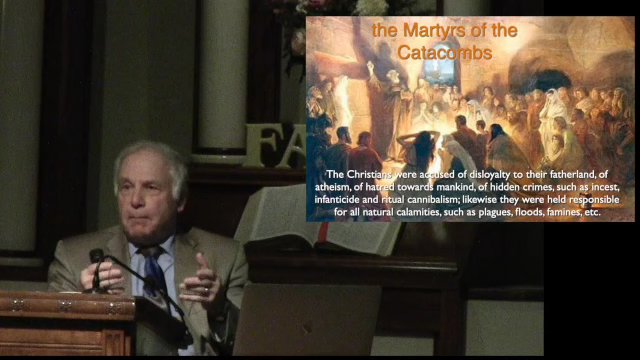 the Martyrs of the
Catacombs
The Christians were accused of disloyalty to their fatherland, of
atheism, of hatred towards mankind, of hidden crimes, such as incest,
infanticide and ritual cannibalism; likewise they were held responsible
for all natural calamities, such as plagues, floods, famines, etc.
FA